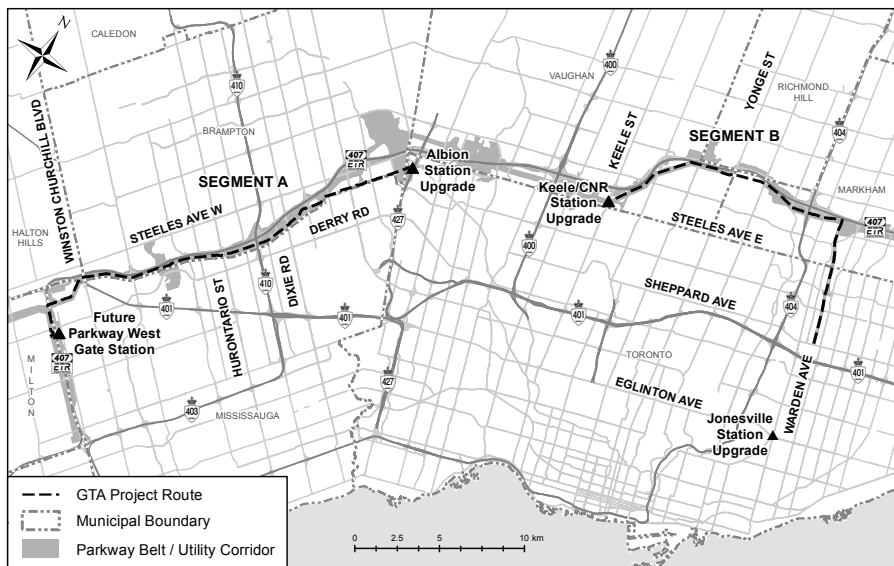 N
CALEDON
410
WINSTON CHURCHILL BLVD
BRAMPTON
407
ETR
SEGMENT A
STEELES AVE W
DERRY RD
HALTON
HILLS
HURONTARIO ST
DIXIE RD
410
401
401
Future
Parkway West
Gate Station
407
ETR
MILTON
403
MISSISSAUGA
Albion
Station
Upgrade
427
427
VAUGHAN
400
KEELE ST
YONGE ST
RICHMOND
HILL
SEGMENT B
404
MARKHAM
407
ETR
Keele/CNR
Station
Upgrade
400
STEELES AVE E
SHEPPARD AVE
401
404
TORONTO
401
EGLINTON AVE
WARDEN AVE
Jonesville
Station
Upgrade
GTA Project Route
Municipal Boundary
Parkway Belt / Utility Corridor
0 2.5 5 10 km